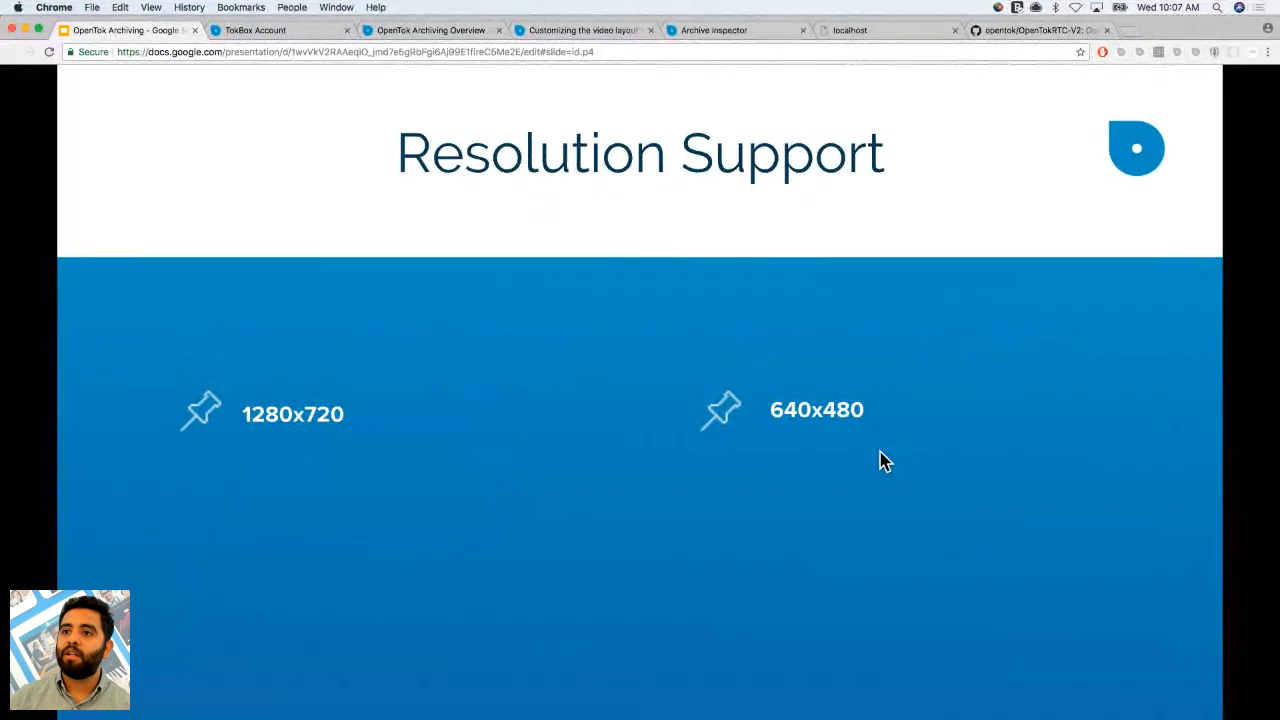 Chrome File Edit View History Bookmarks People Window Help Wed 10:07 AM
OpenTok Archiving - Google S TokBox Account OpenTok Archiving Overview Customizing the video layout Archive Inspector localhost opentok/OpenTokRTC-V2:
Secure
Resolution Support
1280x720
640x480